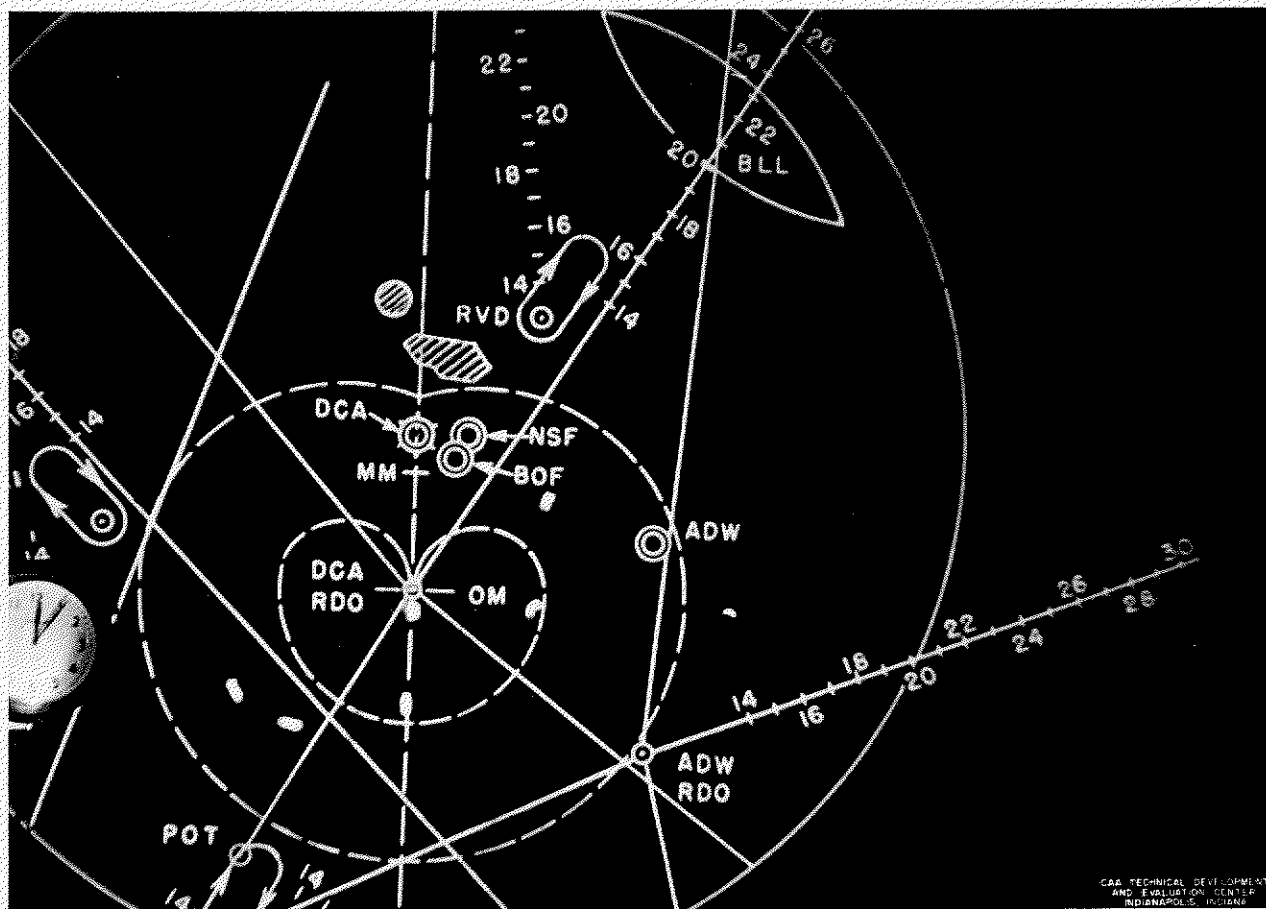 26
24
22
22
20
20
BLL
18
18
16
16
14
RVD
14
18
16
14
DCA
NSF
MM
BOF
ADW
14
DCA
RDO
OM
30
26
28
22
24
18
20
14
16
ADW
RDO
POT
14
14
CAA TECHNICAL DEVELOPMENT
AND EVALUATION CENTER
INDIANAPOLIS, INDIANA